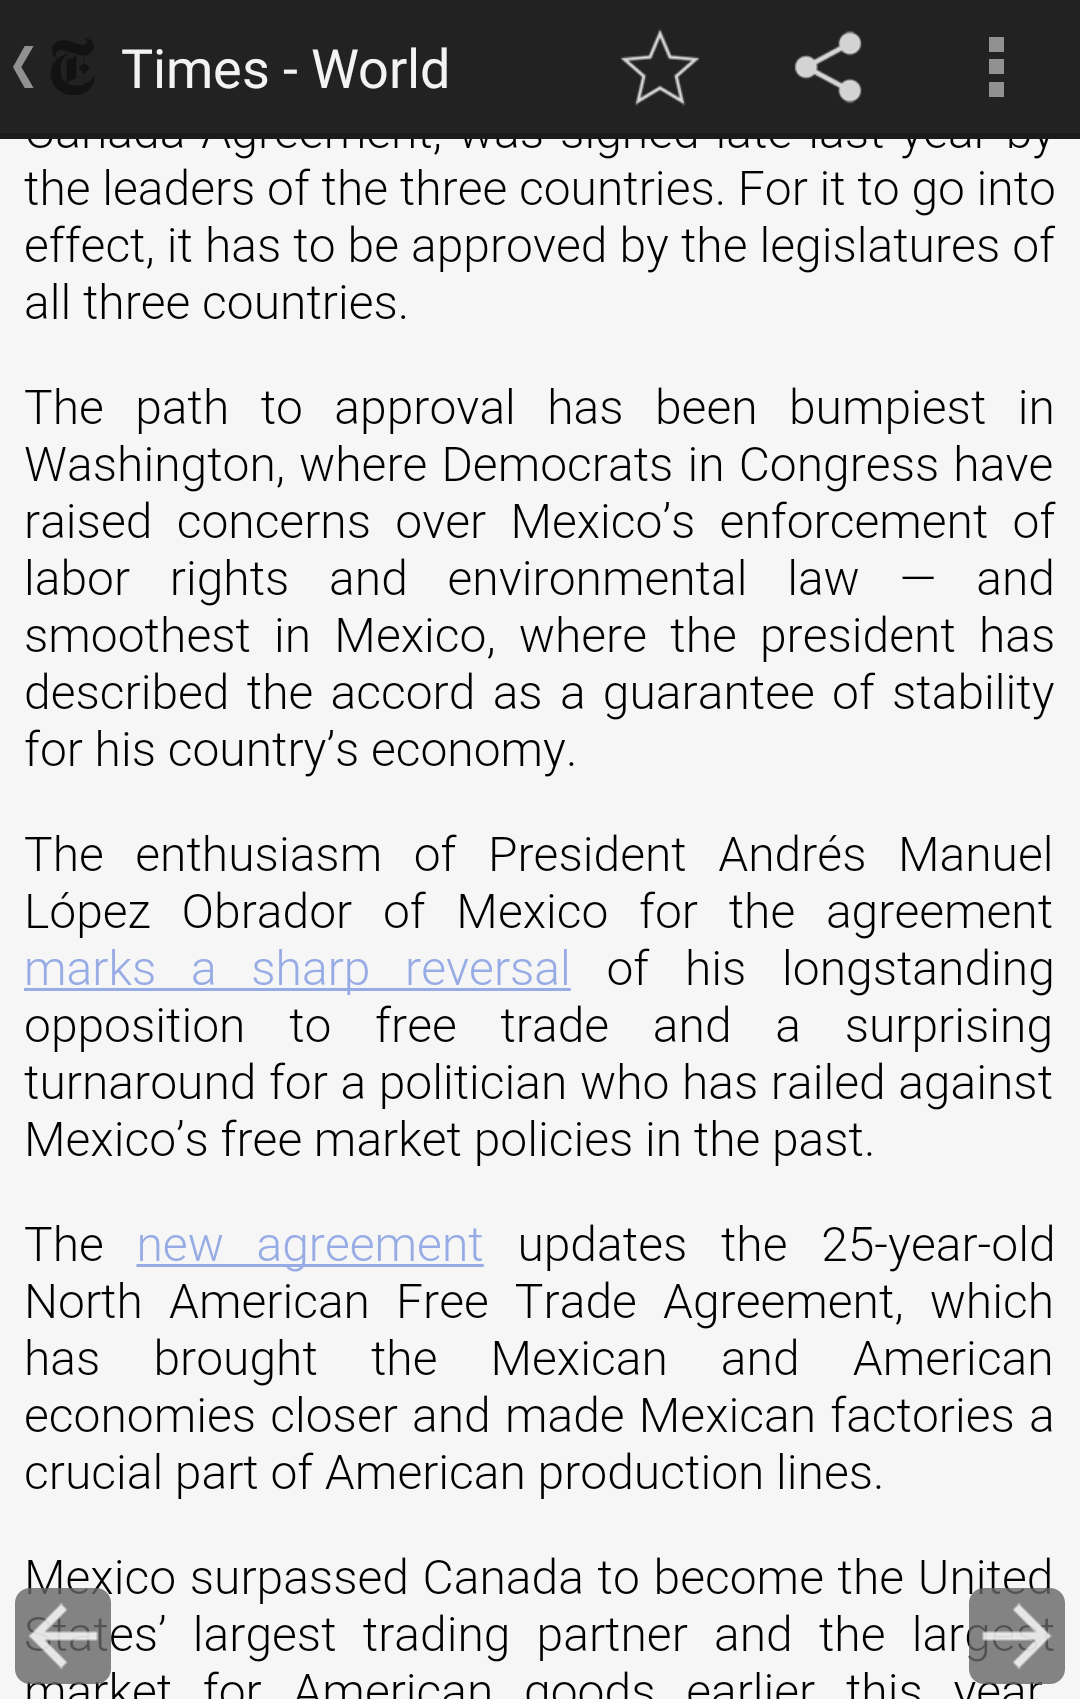 Times - World
Canada Agreement, was signed late last year by
the leaders of the three countries. For it to go into
effect, it has to be approved by the legislatures of
all three countries.
The path to approval has been bumpiest in
Washington, where Democrats in Congress have
raised concerns over Mexico’s enforcement of
labor rights and environmental law — and
smoothest in Mexico, where the president has
described the accord as a guarantee of stability
for his country’s economy.
The enthusiasm of President Andrés Manuel
López Obrador of Mexico for the agreement
marks a sharp reversal of his longstanding
opposition to free trade and a surprising
turnaround for a politician who has railed against
Mexico’s free market policies in the past.
The new agreement updates the 25-year-old
North American Free Trade Agreement, which
has brought the Mexican and American
economies closer and made Mexican factories a
crucial part of American production lines.
Mexico surpassed Canada to become the United
States’ largest trading partner and the largest
market for American goods earlier this year,